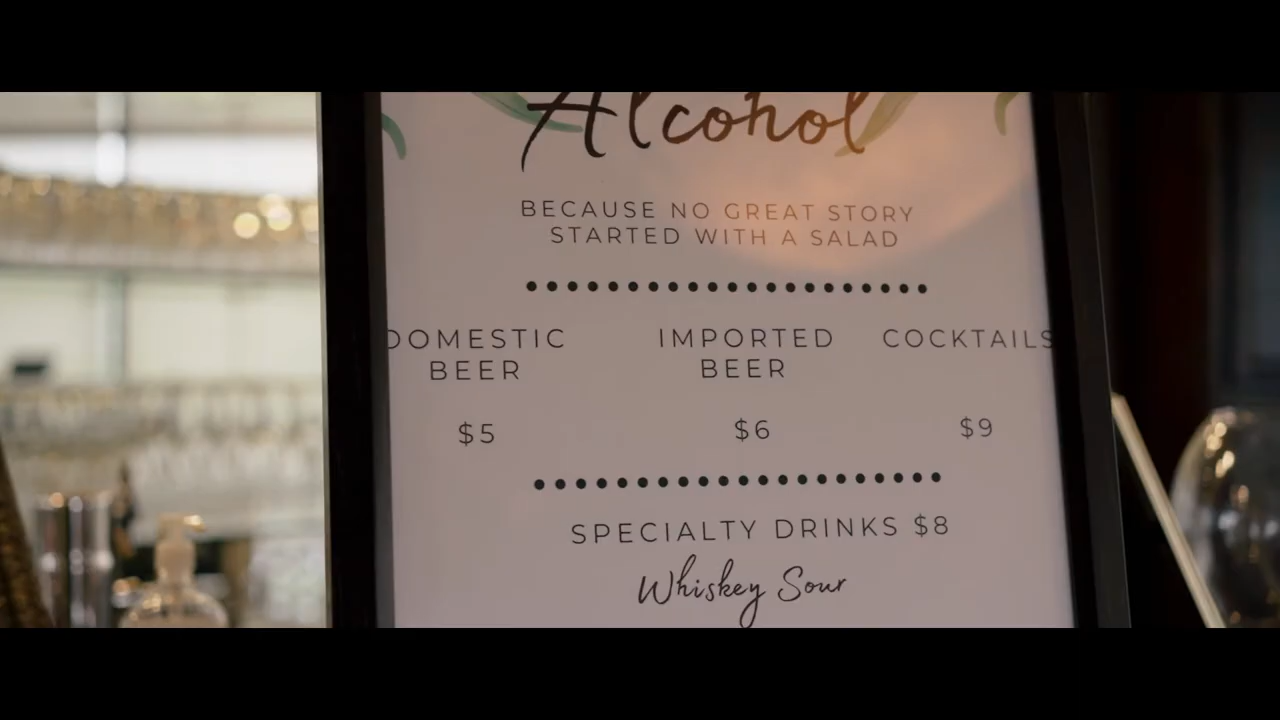 Alcohol
BECAUSE NO GREAT STORY
STARTED WITH A SALAD
DOMESTIC BEER
IMPORTED BEER
COCKTAILS
$5
$6
$9
SPECIALTY DRINKS $8
Whiskey Sour